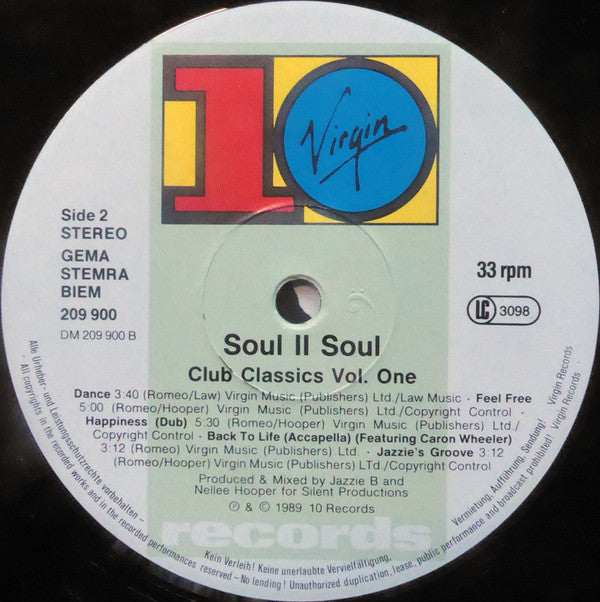 10
Virgin
Side 2
STEREO
GEMA
STEMRA
BIEM
209 900
DM 209 900 B
33 rpm
LC 3098
Soul II Soul
Club Classics Vol. One
Dance 3:40 (Romeo/Law) Virgin Music (Publishers) Ltd./Law Music · Feel Free
5:00 (Romeo/Hooper) Virgin Music (Publishers) Ltd./Copyright Control ·
Happiness (Dub) 5:30 (Romeo/Hooper) Virgin Music (Publishers) Ltd./
Copyright Control · Back To Life (Accapella) (Featuring Caron Wheeler)
3:12 (Romeo) Virgin Music (Publishers) Ltd · Jazzie's Groove 3:12
(Romeo/Hooper) Virgin Music (Publishers) Ltd./Copyright Control
Produced & Mixed by Jazzie B and
Nellee Hooper for Silent Productions
℗ & © 1989 10 Records
records
Alle Urheber- und Leistungsschutzrechte vorbehalten – Kein Verleih! Keine unerlaubte Vervielfältigung, Vermietung, Aufführung, Sendung! Virgin Records
· All copyrights in the recorded works and in the recorded performances reserved – No lending! Unauthorized duplication, lease, public performance and broadcast prohibited! Virgin Records ·